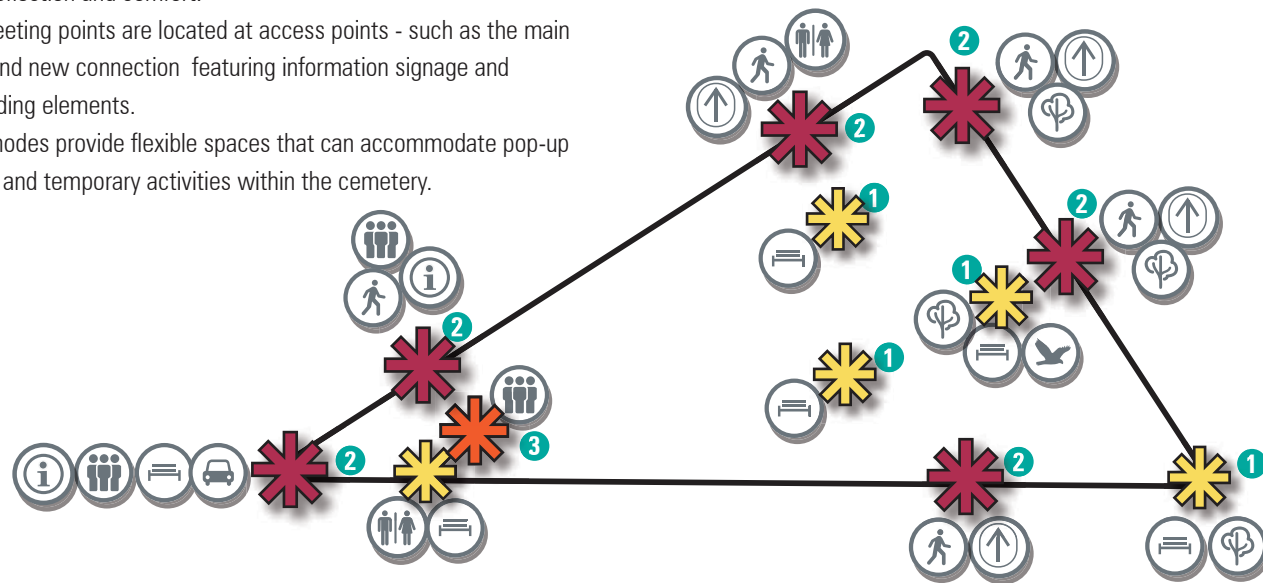 and comfort.
eeting points are located at access points - such as the main
nd new connection featuring information signage and
ding elements.
nodes provide flexible spaces that can accommodate pop-up
and temporary activities within the cemetery.
2
2
1
2
1
i
2
1
3
i
2
2
1